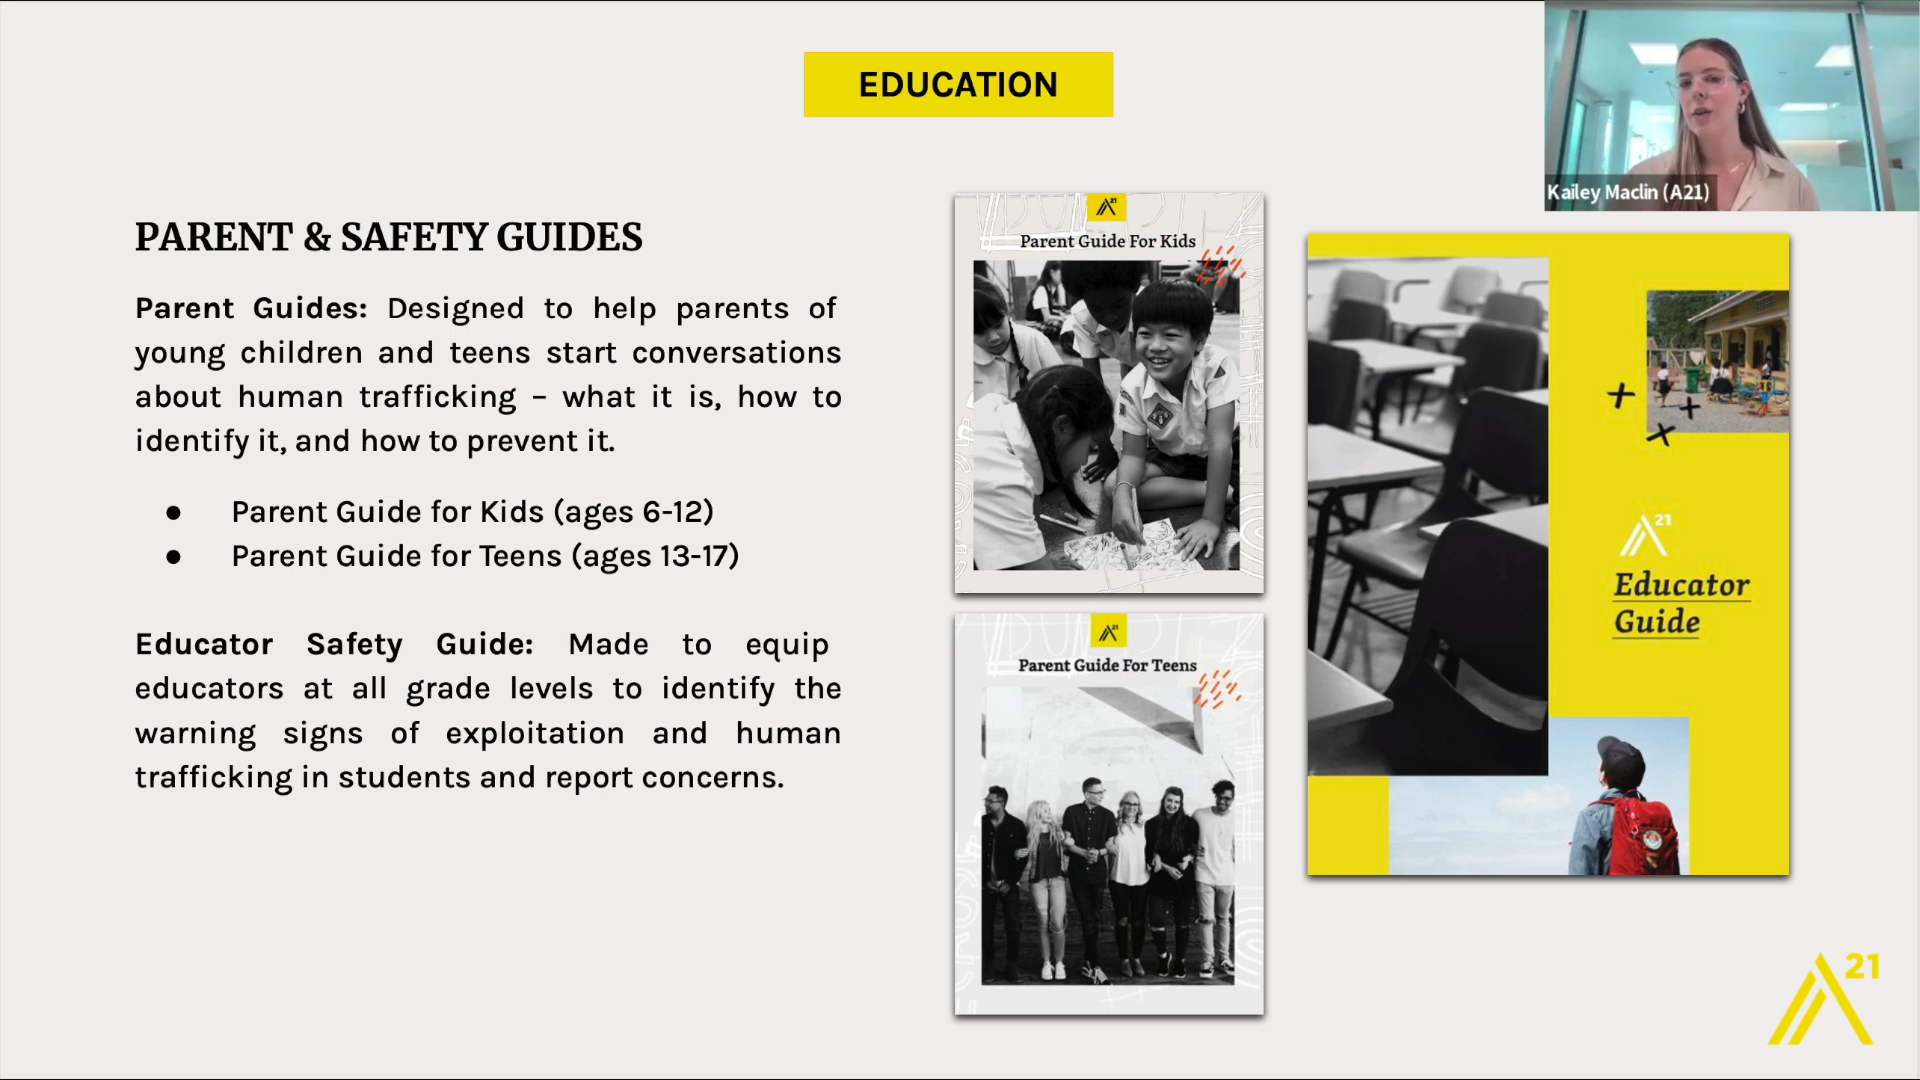 EDUCATION
Kailey Maclin (A21)
PARENT & SAFETY GUIDES
Parent Guides: Designed to help parents of
young children and teens start conversations
about human trafficking – what it is, how to
identify it, and how to prevent it.
● Parent Guide for Kids (ages 6-12)
● Parent Guide for Teens (ages 13-17)
Educator Safety Guide: Made to equip
educators at all grade levels to identify the
warning signs of exploitation and human
trafficking in students and report concerns.
21
Parent Guide For Kids
21
Parent Guide For Teens
21
Educator
Guide
21